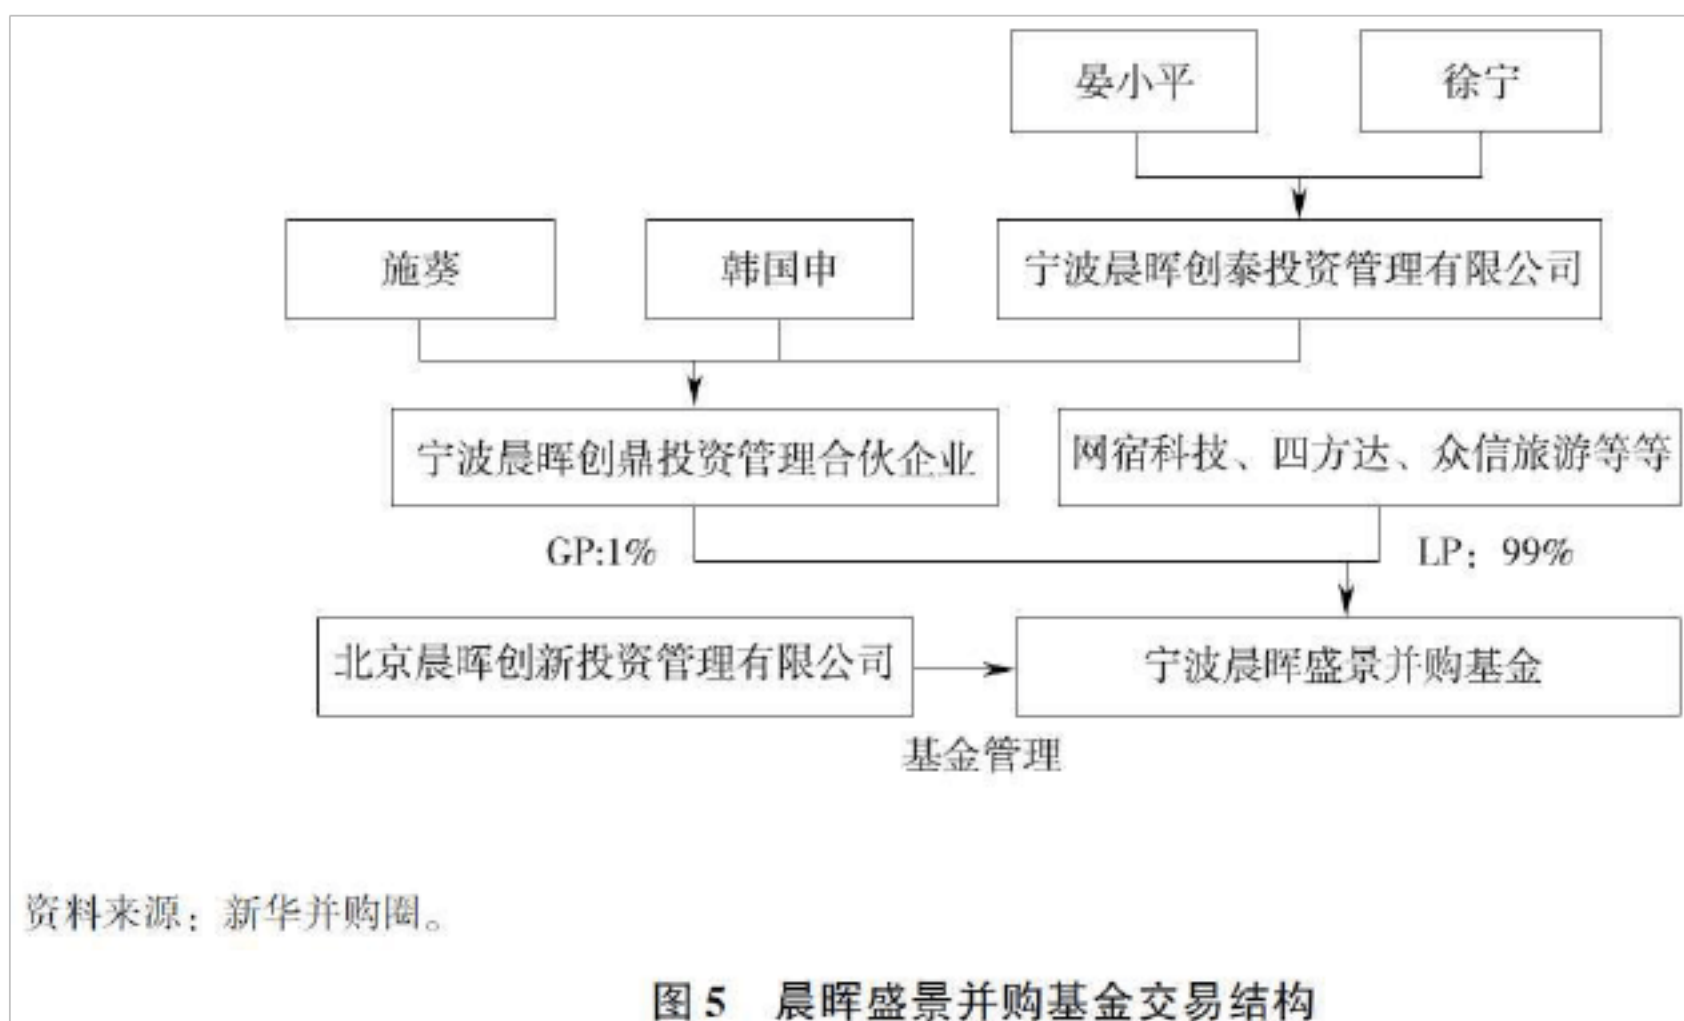 晏小平
徐宁
施葵
韩国申
宁波晨晖创泰投资管理有限公司
宁波晨晖创鼎投资管理合伙企业
网宿科技、四方达、众信旅游等等
GP:1%
LP：99%
北京晨晖创新投资管理有限公司
宁波晨晖盛景并购基金
基金管理
资料来源：新华并购圈。
图 5 晨晖盛景并购基金交易结构